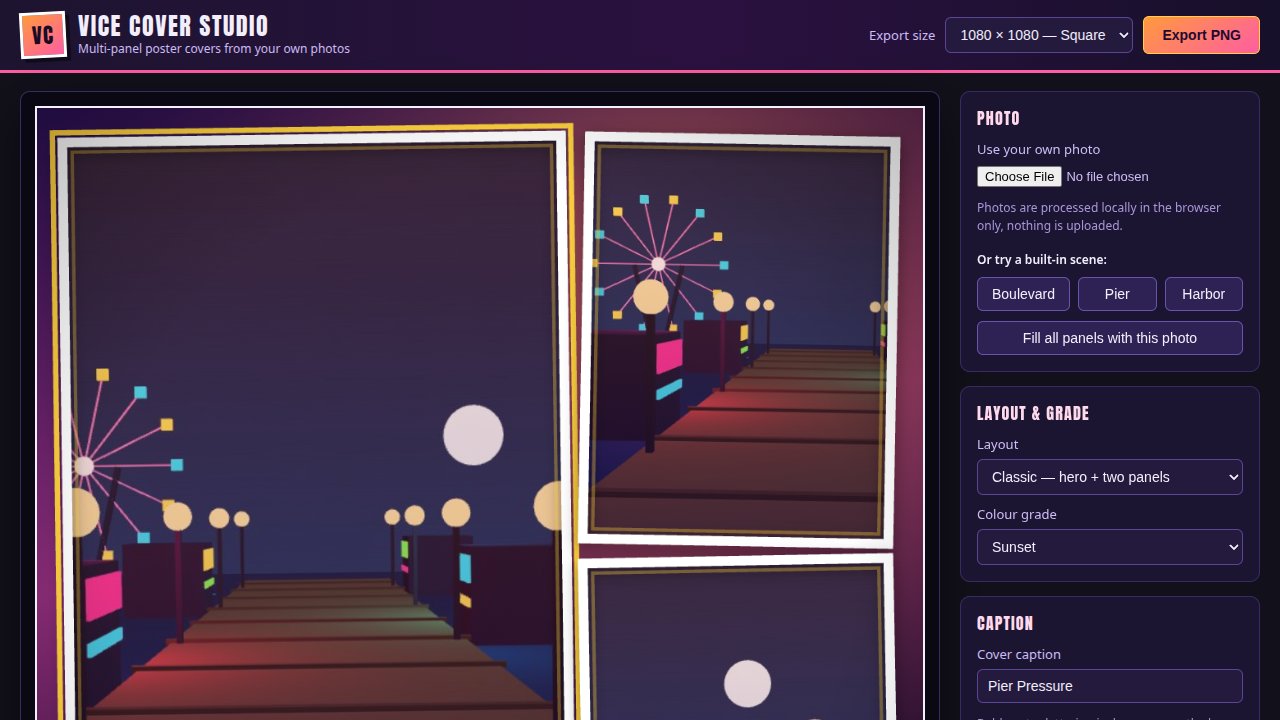 VC
VICE COVER STUDIO
Multi-panel poster covers from your own photos
Export size
1080 × 1080 — Square
Export PNG
PHOTO
Use your own photo
Choose File No file chosen
Photos are processed locally in the browser
only, nothing is uploaded.
Or try a built-in scene:
Boulevard
Pier
Harbor
Fill all panels with this photo
LAYOUT & GRADE
Layout
Classic — hero + two panels
Colour grade
Sunset
CAPTION
Cover caption
Pier Pressure